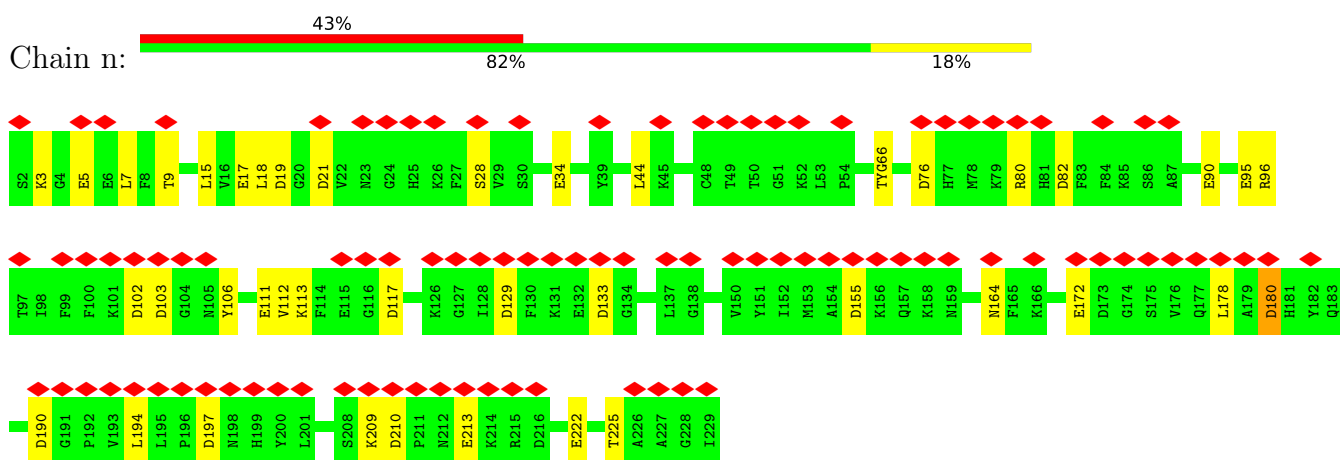 43%
Chain n:
82%
18%
S2 K3 G4 E5 E6 L7 F8 T9 L15 V16 E17 L18 D19 G20 D21 V22 N23 G24 H25 K26 F27 S28 V29 S30 E34 Y39 L44 K45 C48 T49 T50 G51 K52 L53 P54 TYG66 D76 H77 M78 K79 R80 H81 D82 F83 F84 K85 S86 A87 E90 E95 R96
T97 I98 F99 F100 K101 D102 D103 G104 N105 Y106 E111 V112 K113 F114 E115 G116 D117 K126 G127 I128 D129 F130 K131 E132 D133 G134 L137 G138 V150 Y151 I152 M153 A154 D155 K156 Q157 K158 N159 N164 F165 K166 E172 D173 G174 S175 V176 Q177 L178 A179 D180 H181 Y182 Q183
D190 G191 P192 V193 L194 L195 P196 D197 N198 H199 Y200 L201 S208 K209 D210 P211 N212 E213 K214 R215 D216 E222 T225 A226 A227 G228 I229